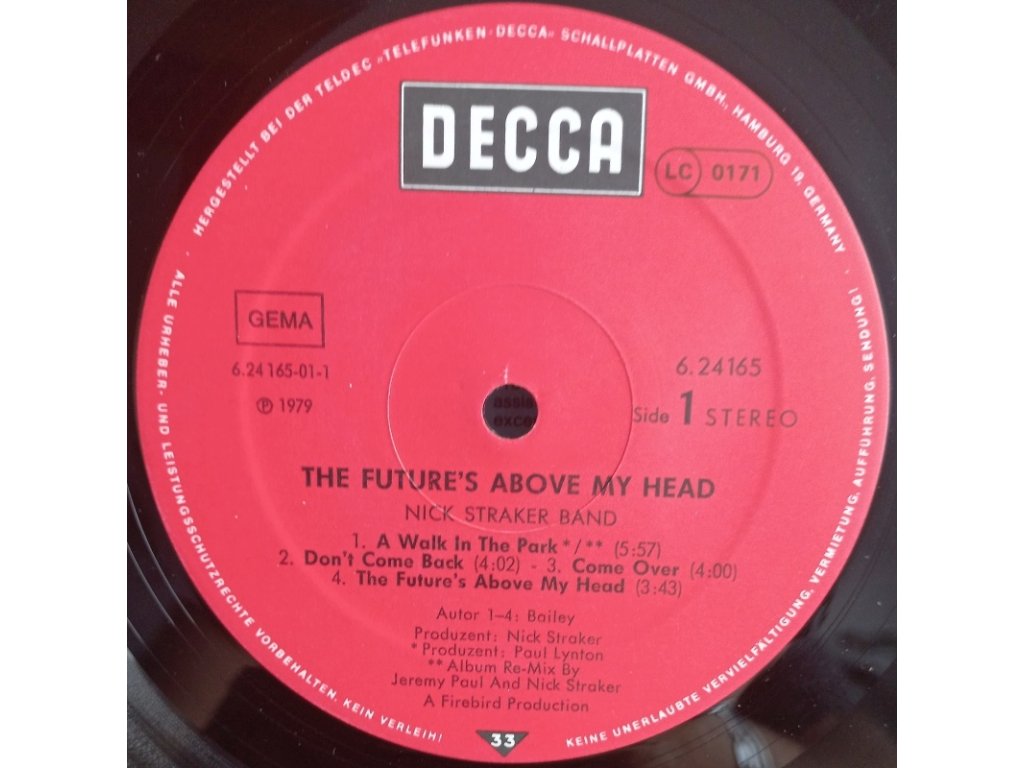 HERGESTELLT BEI DER TELDEC »TELEFUNKEN-DECCA« SCHALLPLATTEN GMBH., HAMBURG 19, GERMANY
DECCA
LC 0171
GEMA
6.24165-01-1
6.24165
℗ 1979
assis
Side 1 STEREO
THE FUTURE'S ABOVE MY HEAD
NICK STRAKER BAND
1. A Walk In The Park */** (5:57)
2. Don't Come Back (4:02) - 3. Come Over (4:00)
4. The Future's Above My Head (3:43)
Autor 1-4: Bailey
Produzent: Nick Straker
* Produzent: Paul Lynton
** Album Re-Mix By
Jeremy Paul And Nick Straker
A Firebird Production
33
ALLE URHEBER- UND LEISTUNGSSCHUTZRECHTE VORBEHALTEN. KEIN VERLEIH!
KEINE UNERLAUBTE VERVIELFÄLTIGUNG, VERMIETUNG, AUFFÜHRUNG, SENDUNG!